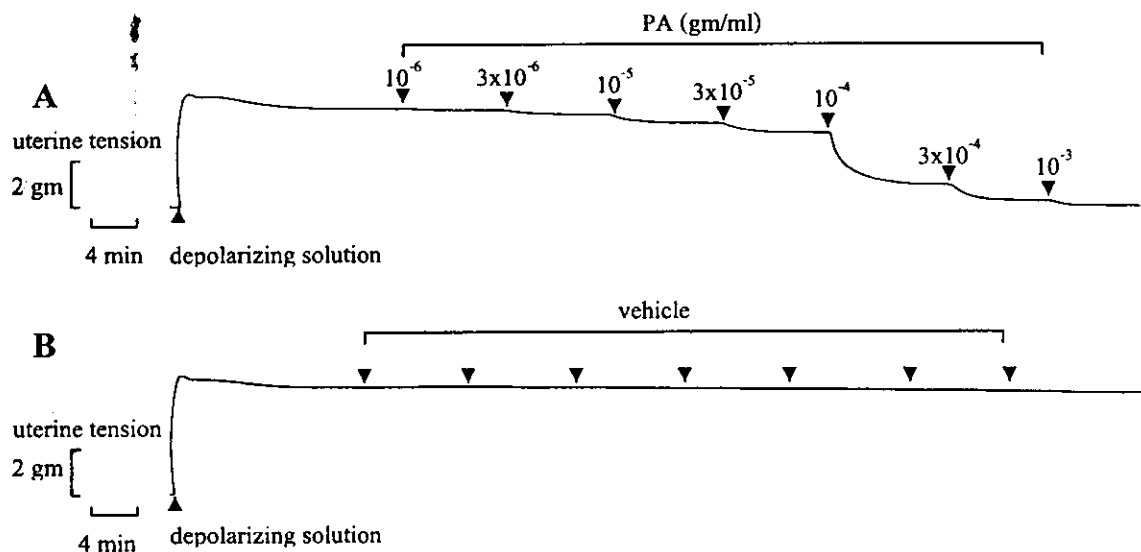 PA (gm/ml)
10⁻⁶ 3x10⁻⁶ 10⁻⁵ 3x10⁻⁵ 10⁻⁴
A
uterine tension
3x10⁻⁴ 10⁻³
2 gm
4 min depolarizing solution
vehicle
B
uterine tension
2 gm
4 min depolarizing solution